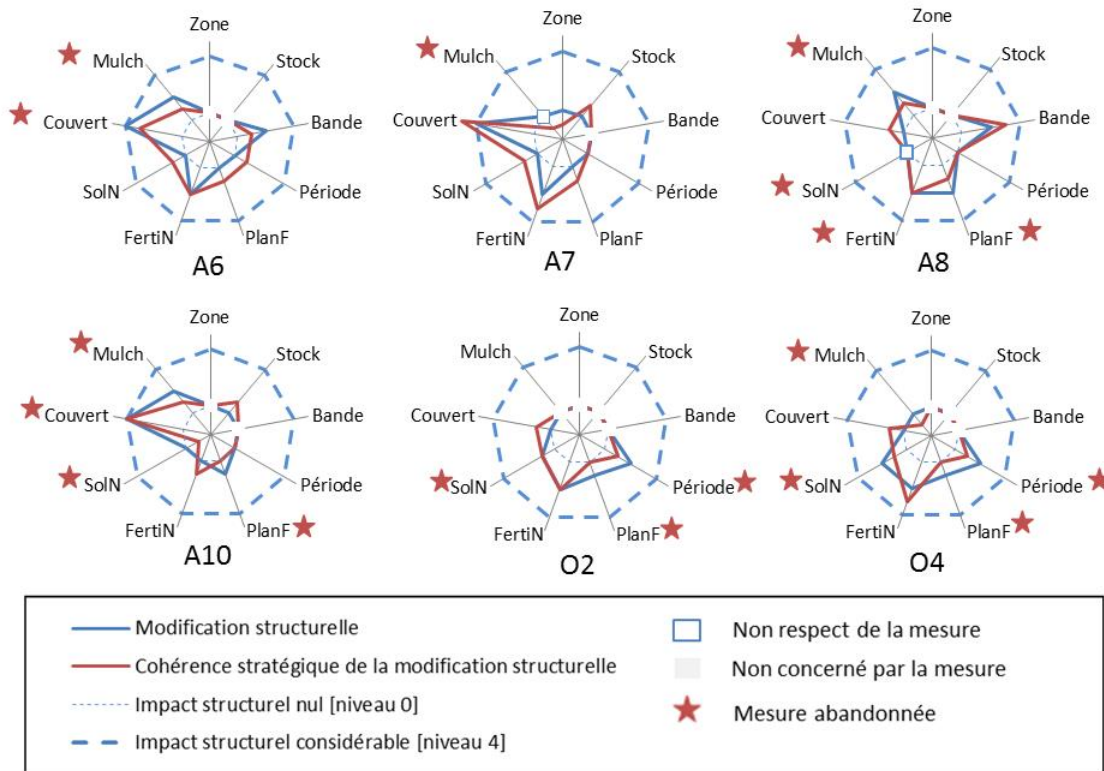 Zone
Mulch
Stock
Couvert
Bande
SolN
Période
FertiN
PlanF
A6
Zone
Mulch
Stock
Couvert
Bande
SolN
Période
FertiN
PlanF
A7
Zone
Mulch
Stock
Couvert
Bande
SolN
Période
FertiN
PlanF
A8
Zone
Mulch
Stock
Couvert
Bande
SolN
Période
FertiN
PlanF
A10
Zone
Mulch
Stock
Couvert
Bande
SolN
Période
FertiN
PlanF
O2
Zone
Mulch
Stock
Couvert
Bande
SolN
Période
FertiN
PlanF
O4
Modification structurelle
Cohérence stratégique de la modification structurelle
Impact structurel nul [niveau 0]
Impact structurel considérable [niveau 4]
Non respect de la mesure
Non concerné par la mesure
Mesure abandonnée